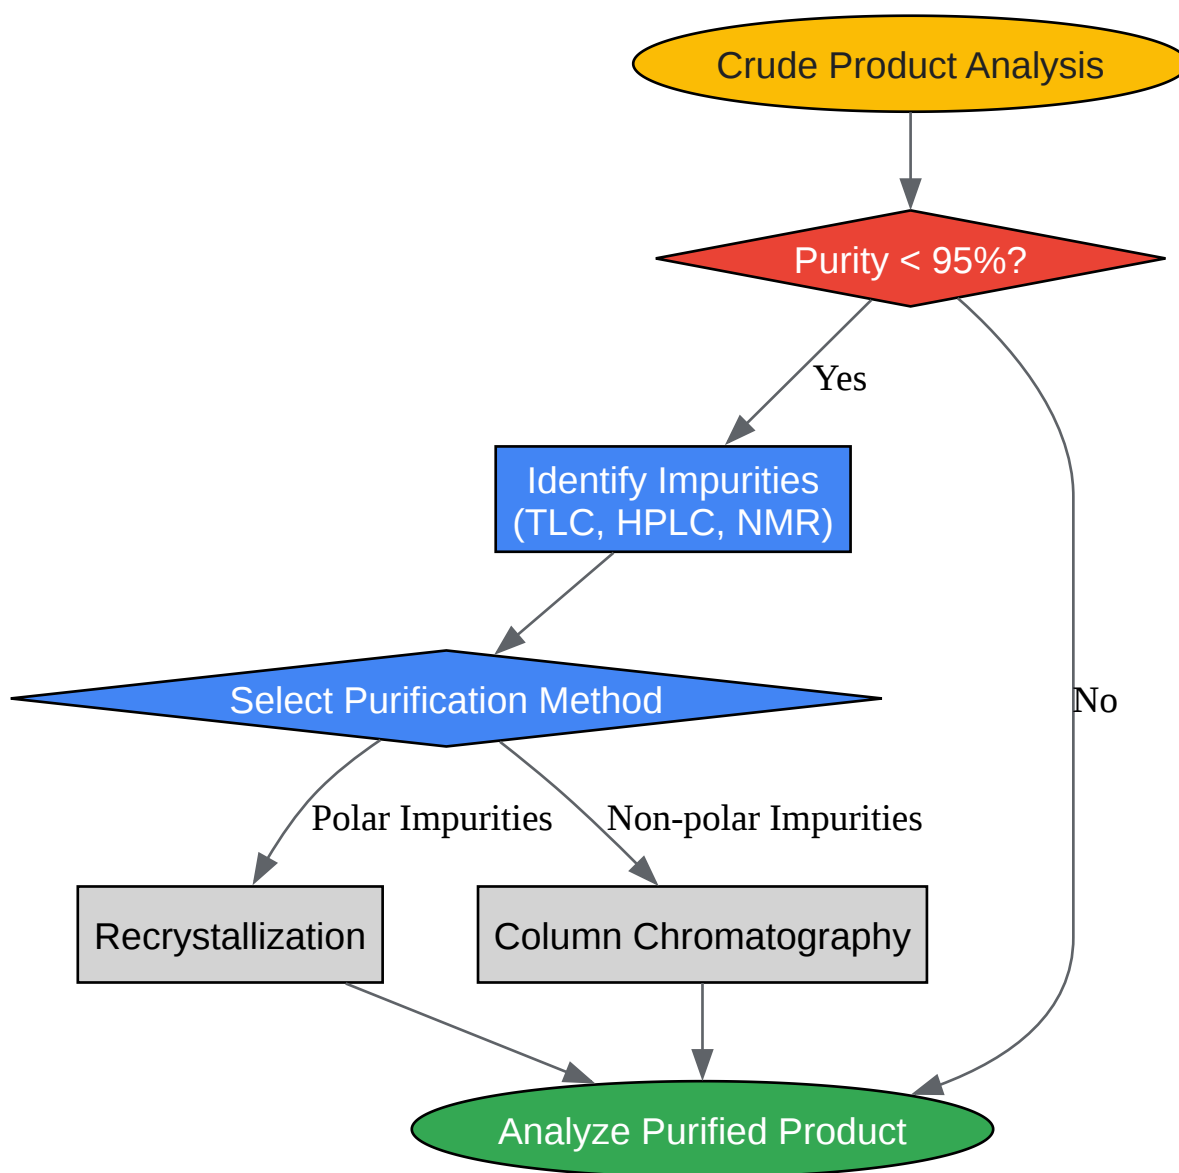 Crude Product Analysis
Purity < 95%?
Yes
Identify Impurities
(TLC, HPLC, NMR)
Select Purification Method
No
Polar Impurities
Non-polar Impurities
Recrystallization
Column Chromatography
Analyze Purified Product